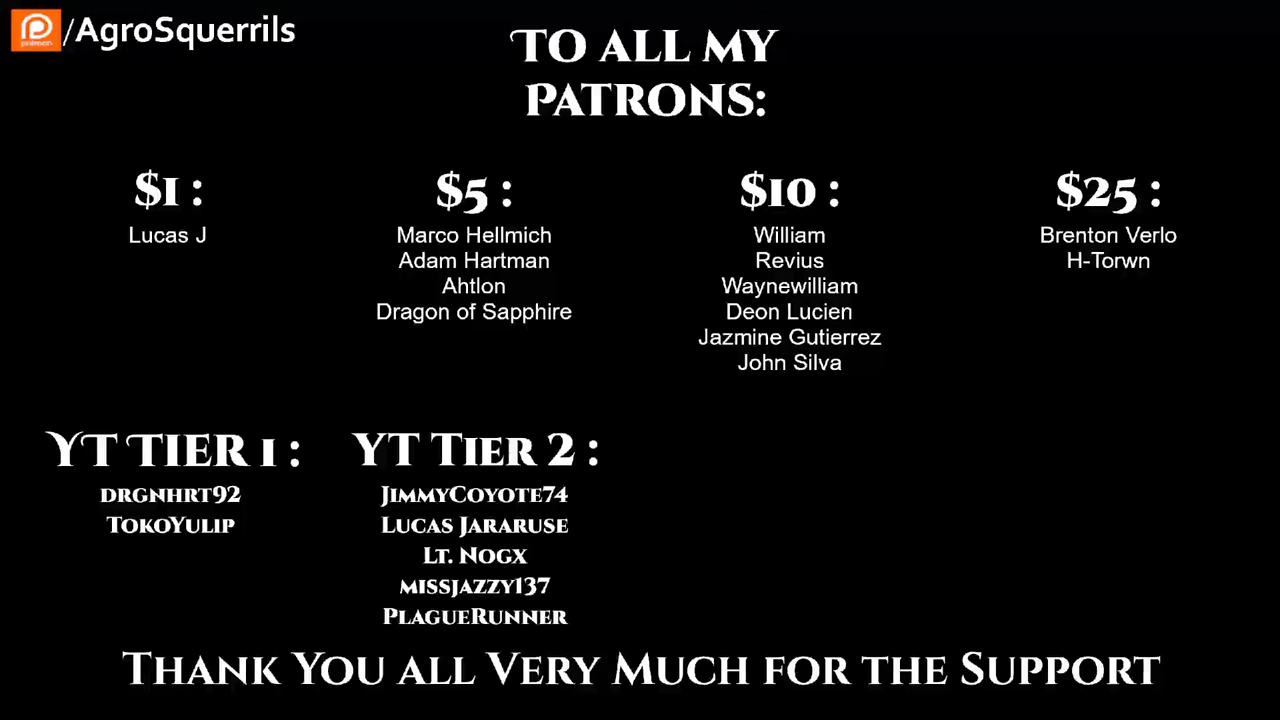 /AgroSquerrils
To all my
Patrons:
$1 :
Lucas J
$5 :
Marco Hellmich
Adam Hartman
Ahtlon
Dragon of Sapphire
$10 :
William
Revius
Waynewilliam
Deon Lucien
Jazmine Gutierrez
John Silva
$25 :
Brenton Verlo
H-Torwn
YT Tier 1 :
drgnhrt92
TokoYulip
YT Tier 2 :
JimmyCoyote74
Lucas Jararuse
Lt. Nogx
missjazzy137
PlagueRunner
Thank You all Very Much for the Support